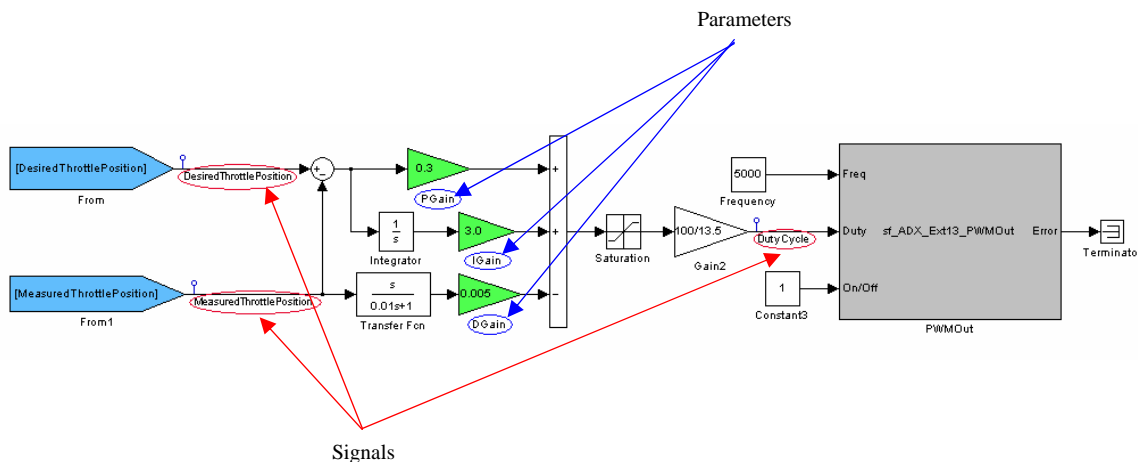 Parameters
[DesiredThrottlePosition]
From
DesiredThrottlePosition
+
-
0.3
PGain
1
s
Integrator
3.0
IGain
[MeasuredThrottlePosition]
From1
MeasuredThrottlePosition
s
0.01s+1
Transfer Fcn
0.005
DGain
+
+
-
Saturation
100/13.5
Gain2
5000
Frequency
DutyCycle
1
Constant3
Freq
Duty
sf_ADX_Ext13_PWMOut
Error
On/Off
PWMOut
Terminato
Signals